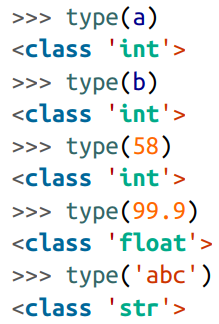 >>> type(a)
<class 'int'>
>>> type(b)
<class 'int'>
>>> type(58)
<class 'int'>
>>> type(99.9)
<class 'float'>
>>> type('abc')
<class 'str'>